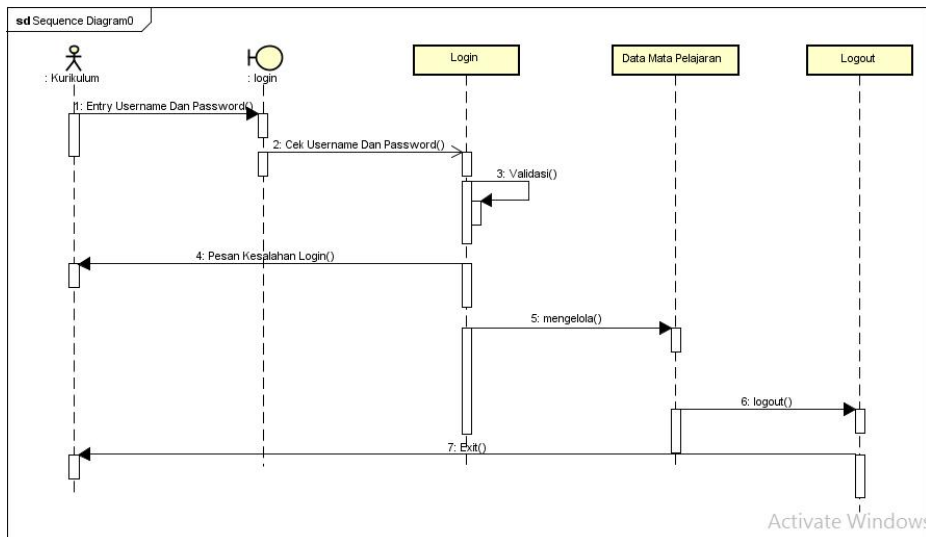 sd Sequence Diagram0
: Kurikulum
: login
Login
Data Mata Pelajaran
Logout
1: Entry Username Dan Password()
2: Cek Username Dan Password()
3: Validasi()
4: Pesan Kesalahan Login()
5: mengelola()
6: logout()
7: Exit()
Activate Windows